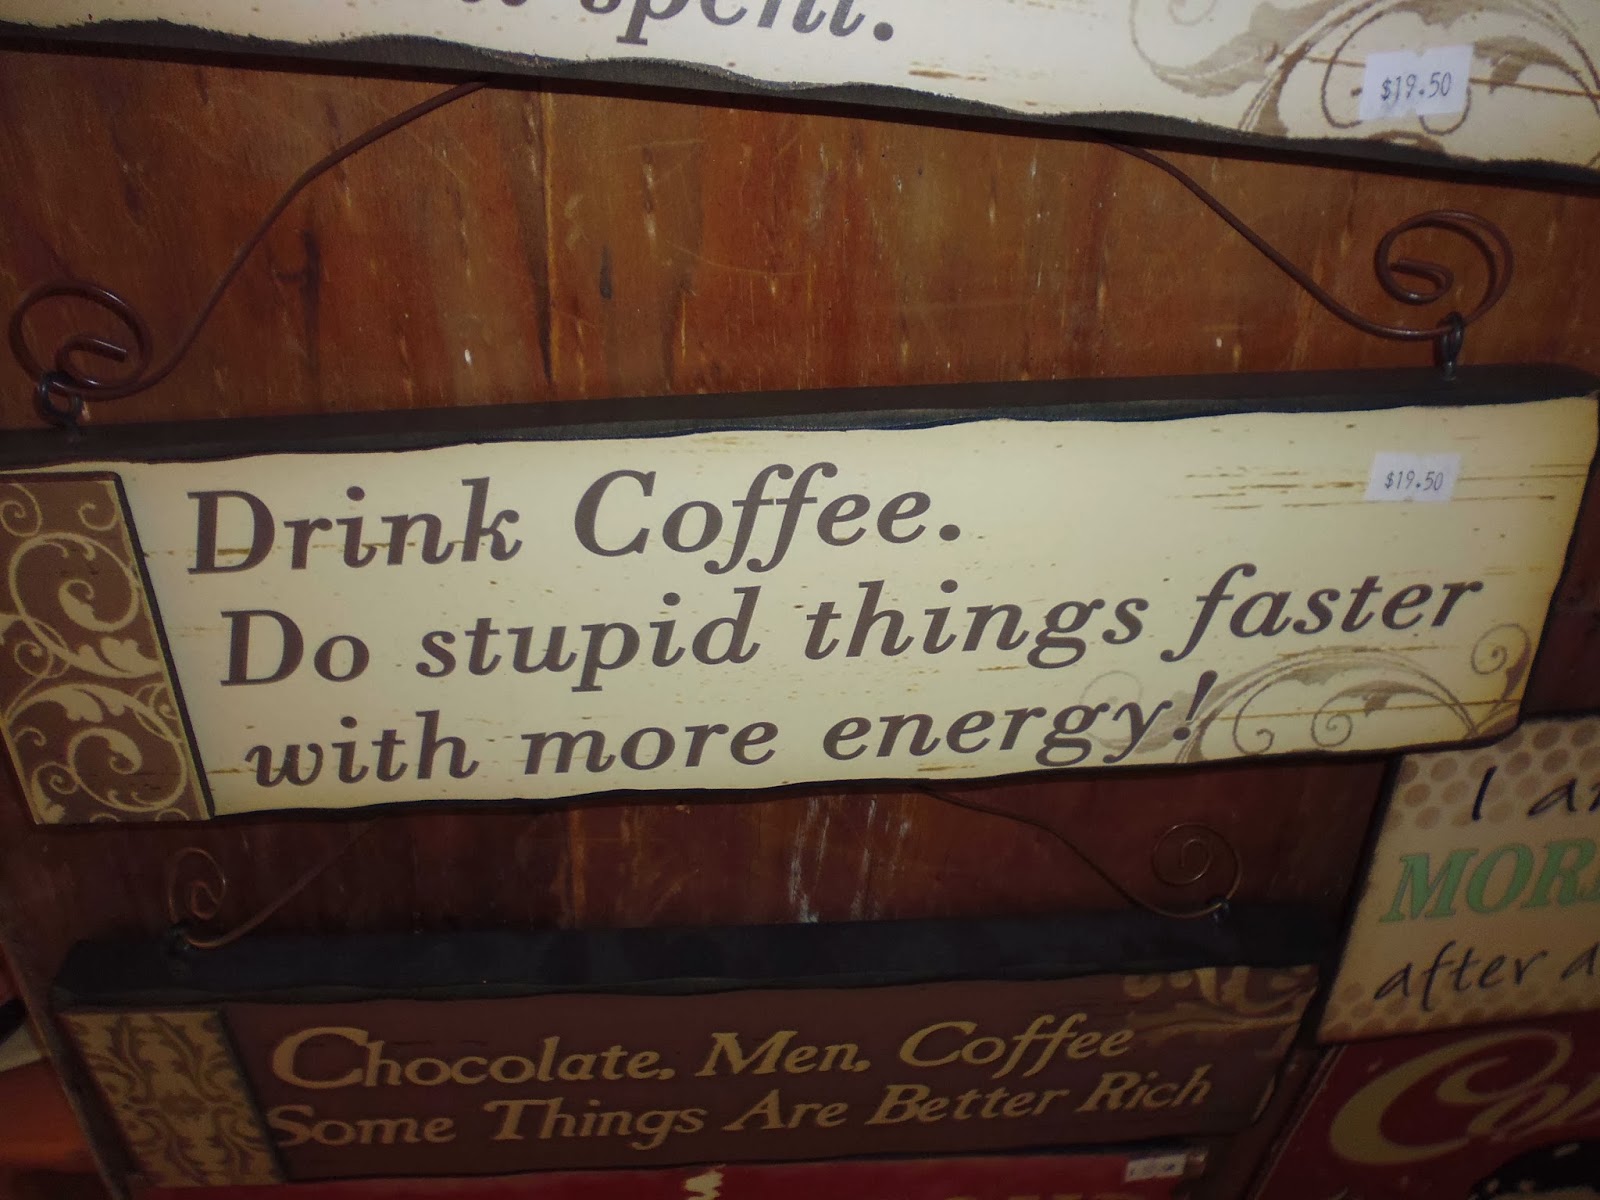 spent.
$19.50
$19.50
Drink Coffee.
Do stupid things faster
with more energy!
I
after
Chocolate, Men, Coffee
Some Things Are Better Rich